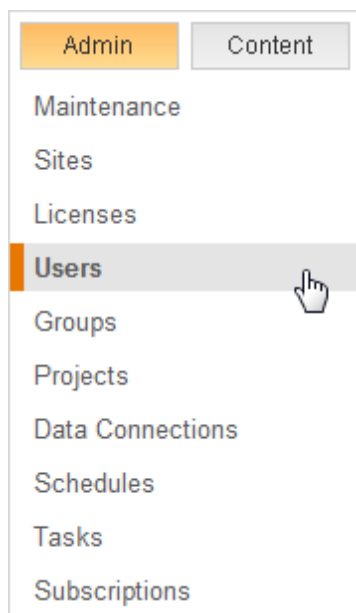 Admin Content
Maintenance
Sites
Licenses
Users
Groups
Projects
Data Connections
Schedules
Tasks
Subscriptions